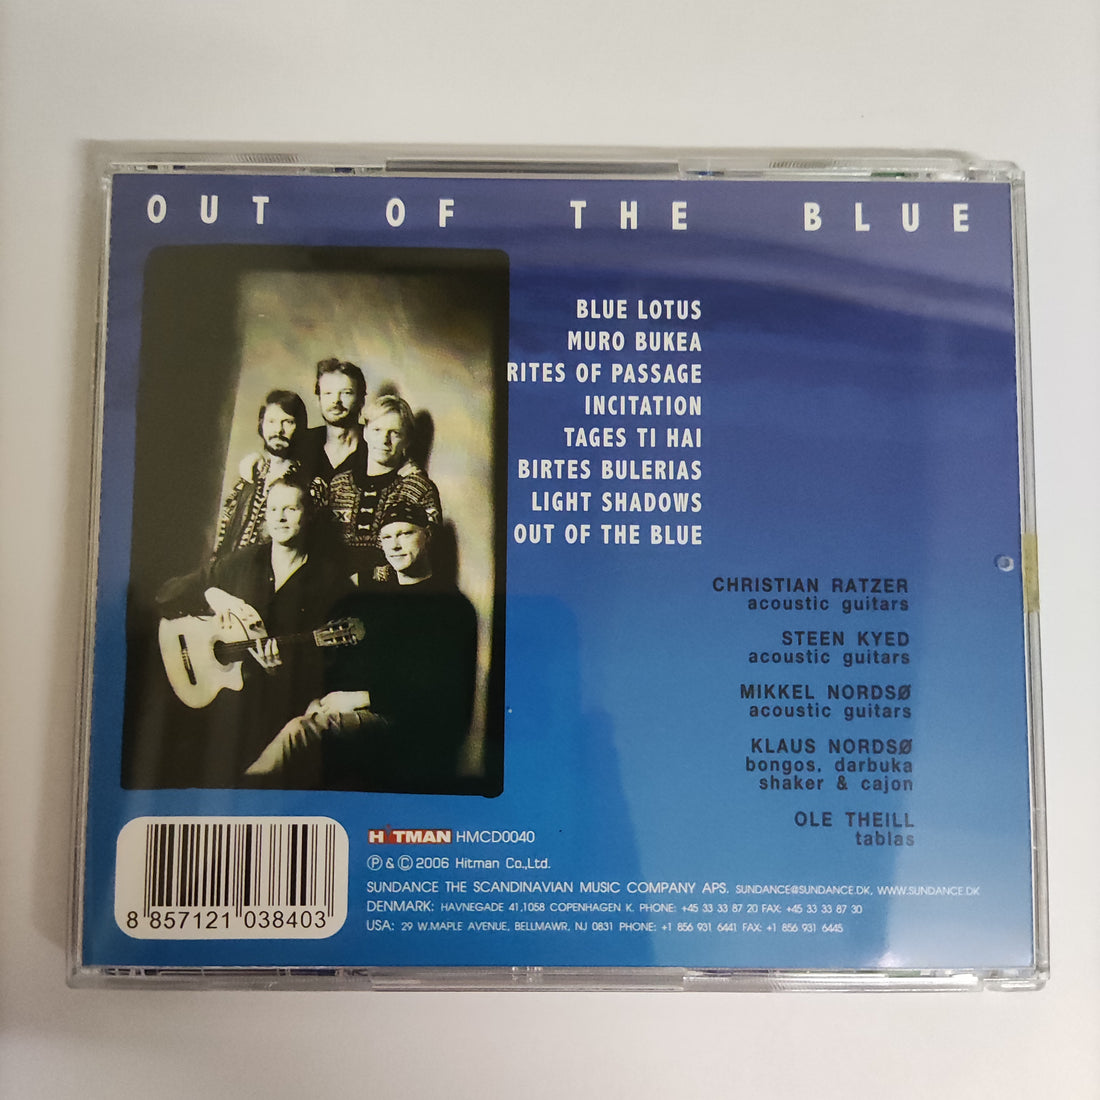 OUT OF THE BLUE
BLUE LOTUS
MURO BUKEA
RITES OF PASSAGE
INCITATION
TAGES TI HAI
BIRTES BULERIAS
LIGHT SHADOWS
OUT OF THE BLUE
CHRISTIAN RATZER
acoustic guitars
STEEN KYED
acoustic guitars
MIKKEL NORDSØ
acoustic guitars
KLAUS NORDSØ
bongos, darbuka
shaker & cajon
OLE THEILL
tablas
HITMAN HMCD0040
Ⓟ & Ⓒ 2006 Hitman Co.,Ltd.
SUNDANCE THE SCANDINAVIAN MUSIC COMPANY APS. SUNDANCE@SUNDANCE.DK, WWW.SUNDANCE.DK
DENMARK: HAVNEGADE 41,1058 COPENHAGEN K. PHONE: +45 33 33 87 20 FAX: +45 33 33 87 30
USA: 29 W.MAPLE AVENUE, BELLMAWR, NJ 0831 PHONE: +1 856 931 6441 FAX: +1 856 931 6445
8 857121 038403